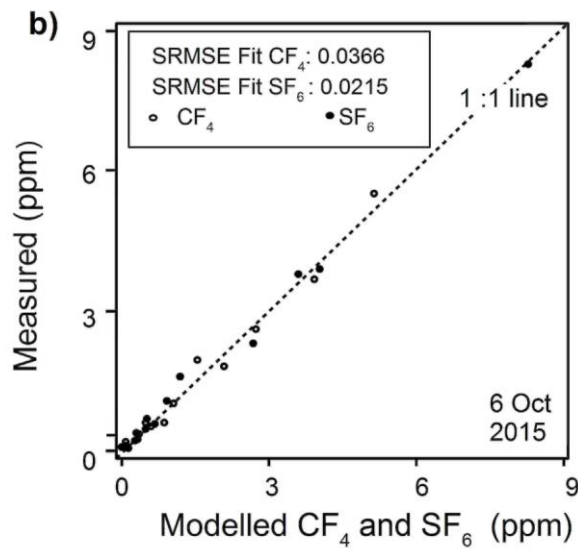 b)
9
6
3
0
Measured (ppm)
SRMSE Fit CF4: 0.0366
SRMSE Fit SF6: 0.0215
CF4 SF6
1 :1 line
6 Oct
2015
0 3 6 9
Modelled CF4 and SF6 (ppm)